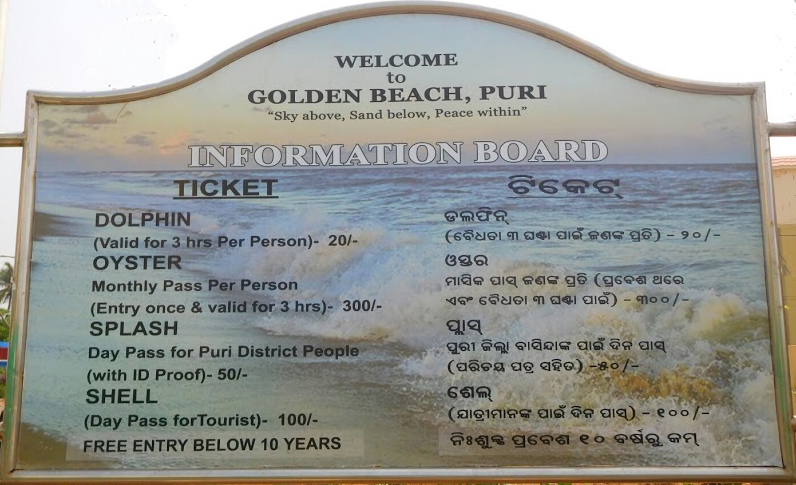 WELCOME
to
GOLDEN BEACH, PURI
“Sky above, Sand below, Peace within”
INFORMATION BOARD
TICKET
DOLPHIN
(Valid for 3 hrs Per Person)- 20/-
OYSTER
Monthly Pass Per Person
(Entry once & valid for 3 hrs)- 300/-
SPLASH
Day Pass for Puri District People
(with ID Proof)- 50/-
SHELL
(Day Pass forTourist)- 100/-
FREE ENTRY BELOW 10 YEARS
ଟିକେଟ୍
ଡଲଫିନ୍
(ବୈଧତା ୩ ଘଣ୍ଟା ପାଇଁ ଜଣଙ୍କ ପ୍ରତି) - ୨୦/-
ଓସ୍ତର
ମାସିକ ପାସ୍ ଜଣଙ୍କ ପ୍ରତି (ପ୍ରବେଶ ଥରେ
ଏବଂ ବୈଧତା ୩ ଘଣ୍ଟା ପାଇଁ) - ୩୦୦/-
ପ୍ଲାସ୍
ପୁରୀ ଜିଲ୍ଲା ବାସିନ୍ଦାଙ୍କ ପାଇଁ ଦିନ ପାସ୍
(ପରିଚୟ ପତ୍ର ସହିତ) -୫୦/-
ଶେଲ୍
(ଯାତ୍ରୀମାନଙ୍କ ପାଇଁ ଦିନ ପାସ୍) - ୧୦୦/-
ନିଃଶୁଳ୍କ ପ୍ରବେଶ ୧୦ ବର୍ଷରୁ କମ୍